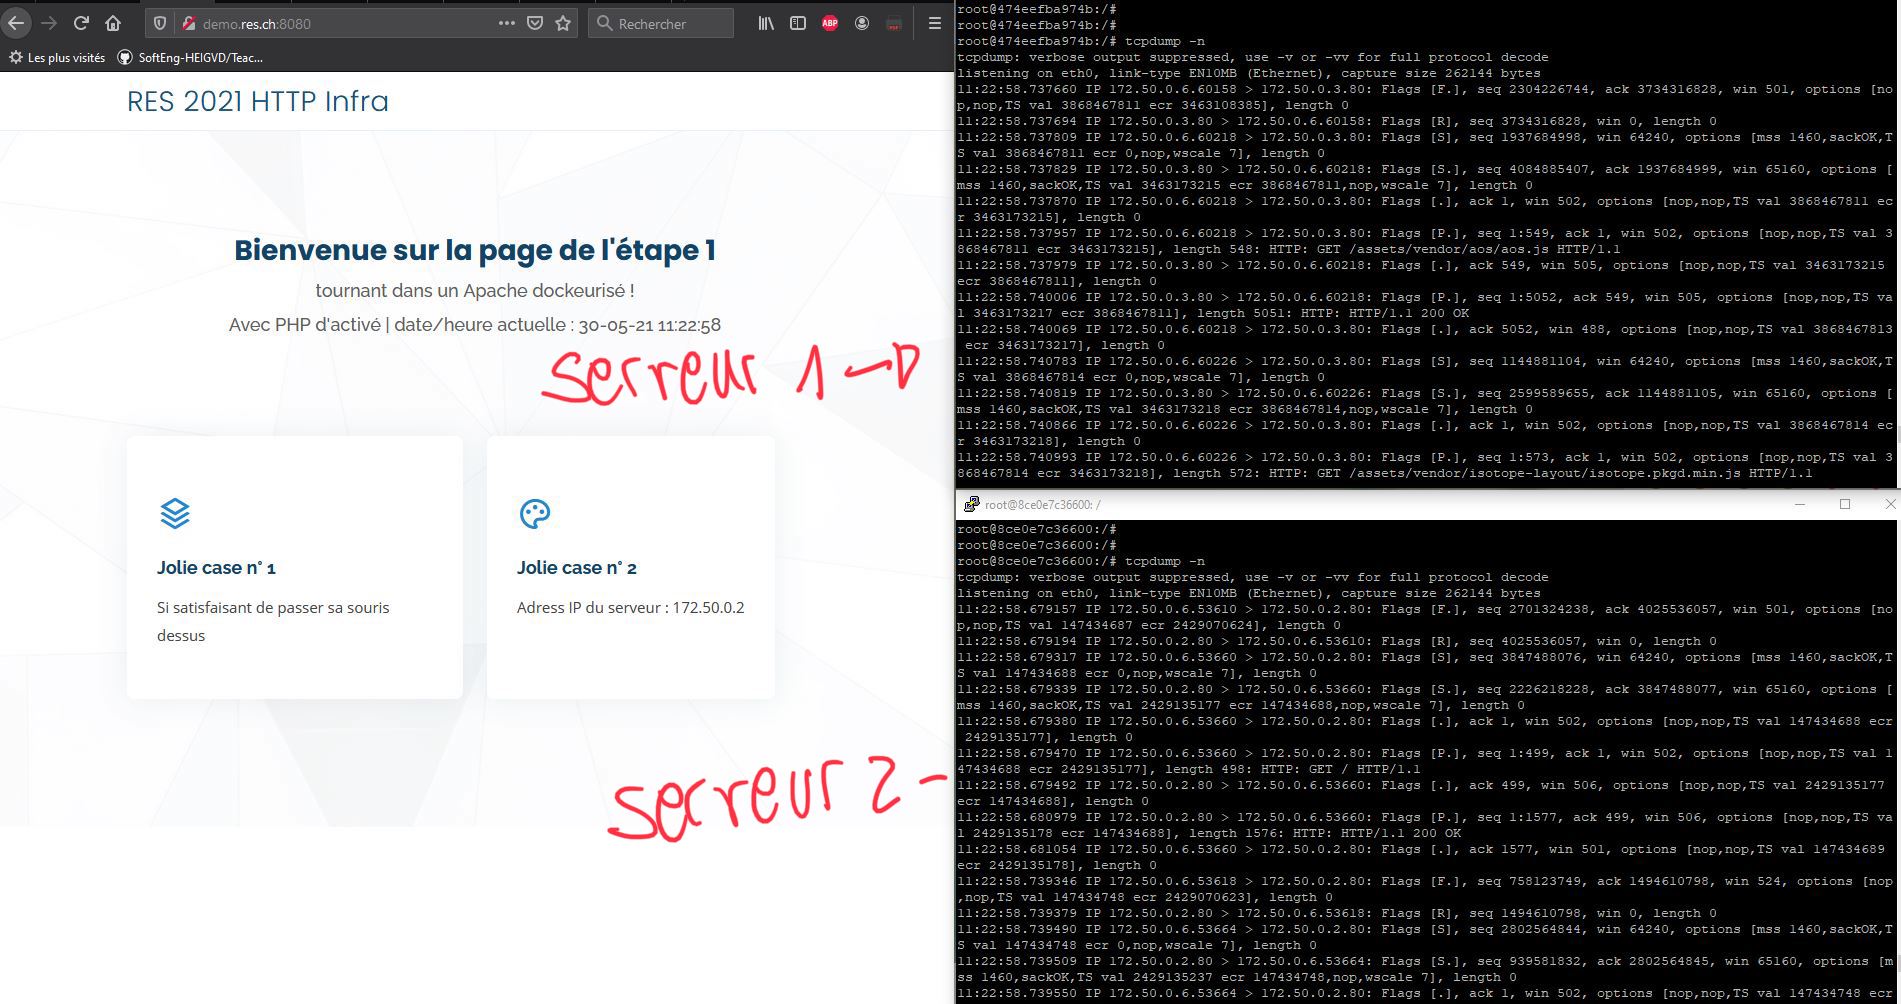 demo.res.ch:8080
Rechercher
ABP
Les plus visités
SoftEng-HEIGVD/Teac...
RES 2021 HTTP Infra
Bienvenue sur la page de l'étape 1
tournant dans un Apache dockeurisé !
Avec PHP d'activé | date/heure actuelle : 30-05-21 11:22:58
serreur 1
Jolie case n° 1
Si satisfaisant de passer sa souris
dessus
Jolie case n° 2
Adress IP du serveur : 172.50.0.2
serreur 2
root@474eefba974b:/#
root@474eefba974b:/#
root@474eefba974b:/# tcpdump -n
tcpdump: verbose output suppressed, use -v or -vv for full protocol decode
listening on eth0, link-type EN10MB (Ethernet), capture size 262144 bytes
11:22:58.737660 IP 172.50.0.6.60158 > 172.50.0.3.80: Flags [F.], seq 2304226744, ack 3734316828, win 501, options [no
p,nop,TS val 3868467811 ecr 3463108385], length 0
11:22:58.737694 IP 172.50.0.3.80 > 172.50.0.6.60158: Flags [R], seq 3734316828, win 0, length 0
11:22:58.737809 IP 172.50.0.6.60218 > 172.50.0.3.80: Flags [S], seq 1937684998, win 64240, options [mss 1460,sackOK,T
S val 3868467811 ecr 0,nop,wscale 7], length 0
11:22:58.737829 IP 172.50.0.3.80 > 172.50.0.6.60218: Flags [S.], seq 4084885407, ack 1937684999, win 65160, options [
mss 1460,sackOK,TS val 3463173215 ecr 3868467811,nop,wscale 7], length 0
11:22:58.737870 IP 172.50.0.6.60218 > 172.50.0.3.80: Flags [.], ack 1, win 502, options [nop,nop,TS val 3868467811 ec
r 3463173215], length 0
11:22:58.737957 IP 172.50.0.6.60218 > 172.50.0.3.80: Flags [P.], seq 1:549, ack 1, win 502, options [nop,nop,TS val 3
868467811 ecr 3463173215], length 548: HTTP: GET /assets/vendor/aos/aos.js HTTP/1.1
11:22:58.737979 IP 172.50.0.3.80 > 172.50.0.6.60218: Flags [.], ack 549, win 505, options [nop,nop,TS val 3463173215
ecr 3868467811], length 0
11:22:58.740006 IP 172.50.0.3.80 > 172.50.0.6.60218: Flags [P.], seq 1:5052, ack 549, win 505, options [nop,nop,TS va
l 3463173217 ecr 3868467811], length 5051: HTTP: HTTP/1.1 200 OK
11:22:58.740069 IP 172.50.0.6.60218 > 172.50.0.3.80: Flags [.], ack 5052, win 488, options [nop,nop,TS val 3868467813
ecr 3463173217], length 0
11:22:58.740783 IP 172.50.0.6.60226 > 172.50.0.3.80: Flags [S], seq 1144881104, win 64240, options [mss 1460,sackOK,T
S val 3868467814 ecr 0,nop,wscale 7], length 0
11:22:58.740819 IP 172.50.0.3.80 > 172.50.0.6.60226: Flags [S.], seq 2599589655, ack 1144881105, win 65160, options [
mss 1460,sackOK,TS val 3463173218 ecr 3868467814,nop,wscale 7], length 0
11:22:58.740866 IP 172.50.0.6.60226 > 172.50.0.3.80: Flags [.], ack 1, win 502, options [nop,nop,TS val 3868467814 ec
r 3463173218], length 0
11:22:58.740993 IP 172.50.0.6.60226 > 172.50.0.3.80: Flags [P.], seq 1:573, ack 1, win 502, options [nop,nop,TS val 3
868467814 ecr 3463173218], length 572: HTTP: GET /assets/vendor/isotope-layout/isotope.pkgd.min.js HTTP/1.1
root@8ce0e7c36600: /
root@8ce0e7c36600:/#
root@8ce0e7c36600:/#
root@8ce0e7c36600:/# tcpdump -n
tcpdump: verbose output suppressed, use -v or -vv for full protocol decode
listening on eth0, link-type EN10MB (Ethernet), capture size 262144 bytes
11:22:58.679157 IP 172.50.0.6.53610 > 172.50.0.2.80: Flags [F.], seq 2701324238, ack 4025536057, win 501, options [no
p,nop,TS val 147434687 ecr 2429070624], length 0
11:22:58.679194 IP 172.50.0.2.80 > 172.50.0.6.53610: Flags [R], seq 4025536057, win 0, length 0
11:22:58.679317 IP 172.50.0.6.53660 > 172.50.0.2.80: Flags [S], seq 3847488076, win 64240, options [mss 1460,sackOK,T
S val 147434688 ecr 0,nop,wscale 7], length 0
11:22:58.679339 IP 172.50.0.2.80 > 172.50.0.6.53660: Flags [S.], seq 2226218228, ack 3847488077, win 65160, options [
mss 1460,sackOK,TS val 2429135177 ecr 147434688,nop,wscale 7], length 0
11:22:58.679380 IP 172.50.0.6.53660 > 172.50.0.2.80: Flags [.], ack 1, win 502, options [nop,nop,TS val 147434688 ecr
2429135177], length 0
11:22:58.679470 IP 172.50.0.6.53660 > 172.50.0.2.80: Flags [P.], seq 1:499, ack 1, win 502, options [nop,nop,TS val 1
47434688 ecr 2429135177], length 498: HTTP: GET / HTTP/1.1
11:22:58.679492 IP 172.50.0.2.80 > 172.50.0.6.53660: Flags [.], ack 499, win 506, options [nop,nop,TS val 2429135177
ecr 147434688], length 0
11:22:58.680979 IP 172.50.0.2.80 > 172.50.0.6.53660: Flags [P.], seq 1:1577, ack 499, win 506, options [nop,nop,TS va
l 2429135178 ecr 147434688], length 1576: HTTP: HTTP/1.1 200 OK
11:22:58.681054 IP 172.50.0.6.53660 > 172.50.0.2.80: Flags [.], ack 1577, win 501, options [nop,nop,TS val 147434689
ecr 2429135178], length 0
11:22:58.739346 IP 172.50.0.6.53618 > 172.50.0.2.80: Flags [F.], seq 758123749, ack 1494610798, win 524, options [nop
,nop,TS val 147434748 ecr 2429070623], length 0
11:22:58.739379 IP 172.50.0.2.80 > 172.50.0.6.53618: Flags [R], seq 1494610798, win 0, length 0
11:22:58.739490 IP 172.50.0.6.53664 > 172.50.0.2.80: Flags [S], seq 2802564844, win 64240, options [mss 1460,sackOK,T
S val 147434748 ecr 0,nop,wscale 7], length 0
11:22:58.739509 IP 172.50.0.2.80 > 172.50.0.6.53664: Flags [S.], seq 939581832, ack 2802564845, win 65160, options [m
ss 1460,sackOK,TS val 2429135237 ecr 147434748,nop,wscale 7], length 0
11:22:58.739550 IP 172.50.0.6.53664 > 172.50.0.2.80: Flags [.], ack 1, win 502, options [nop,nop,TS val 147434748 ecr